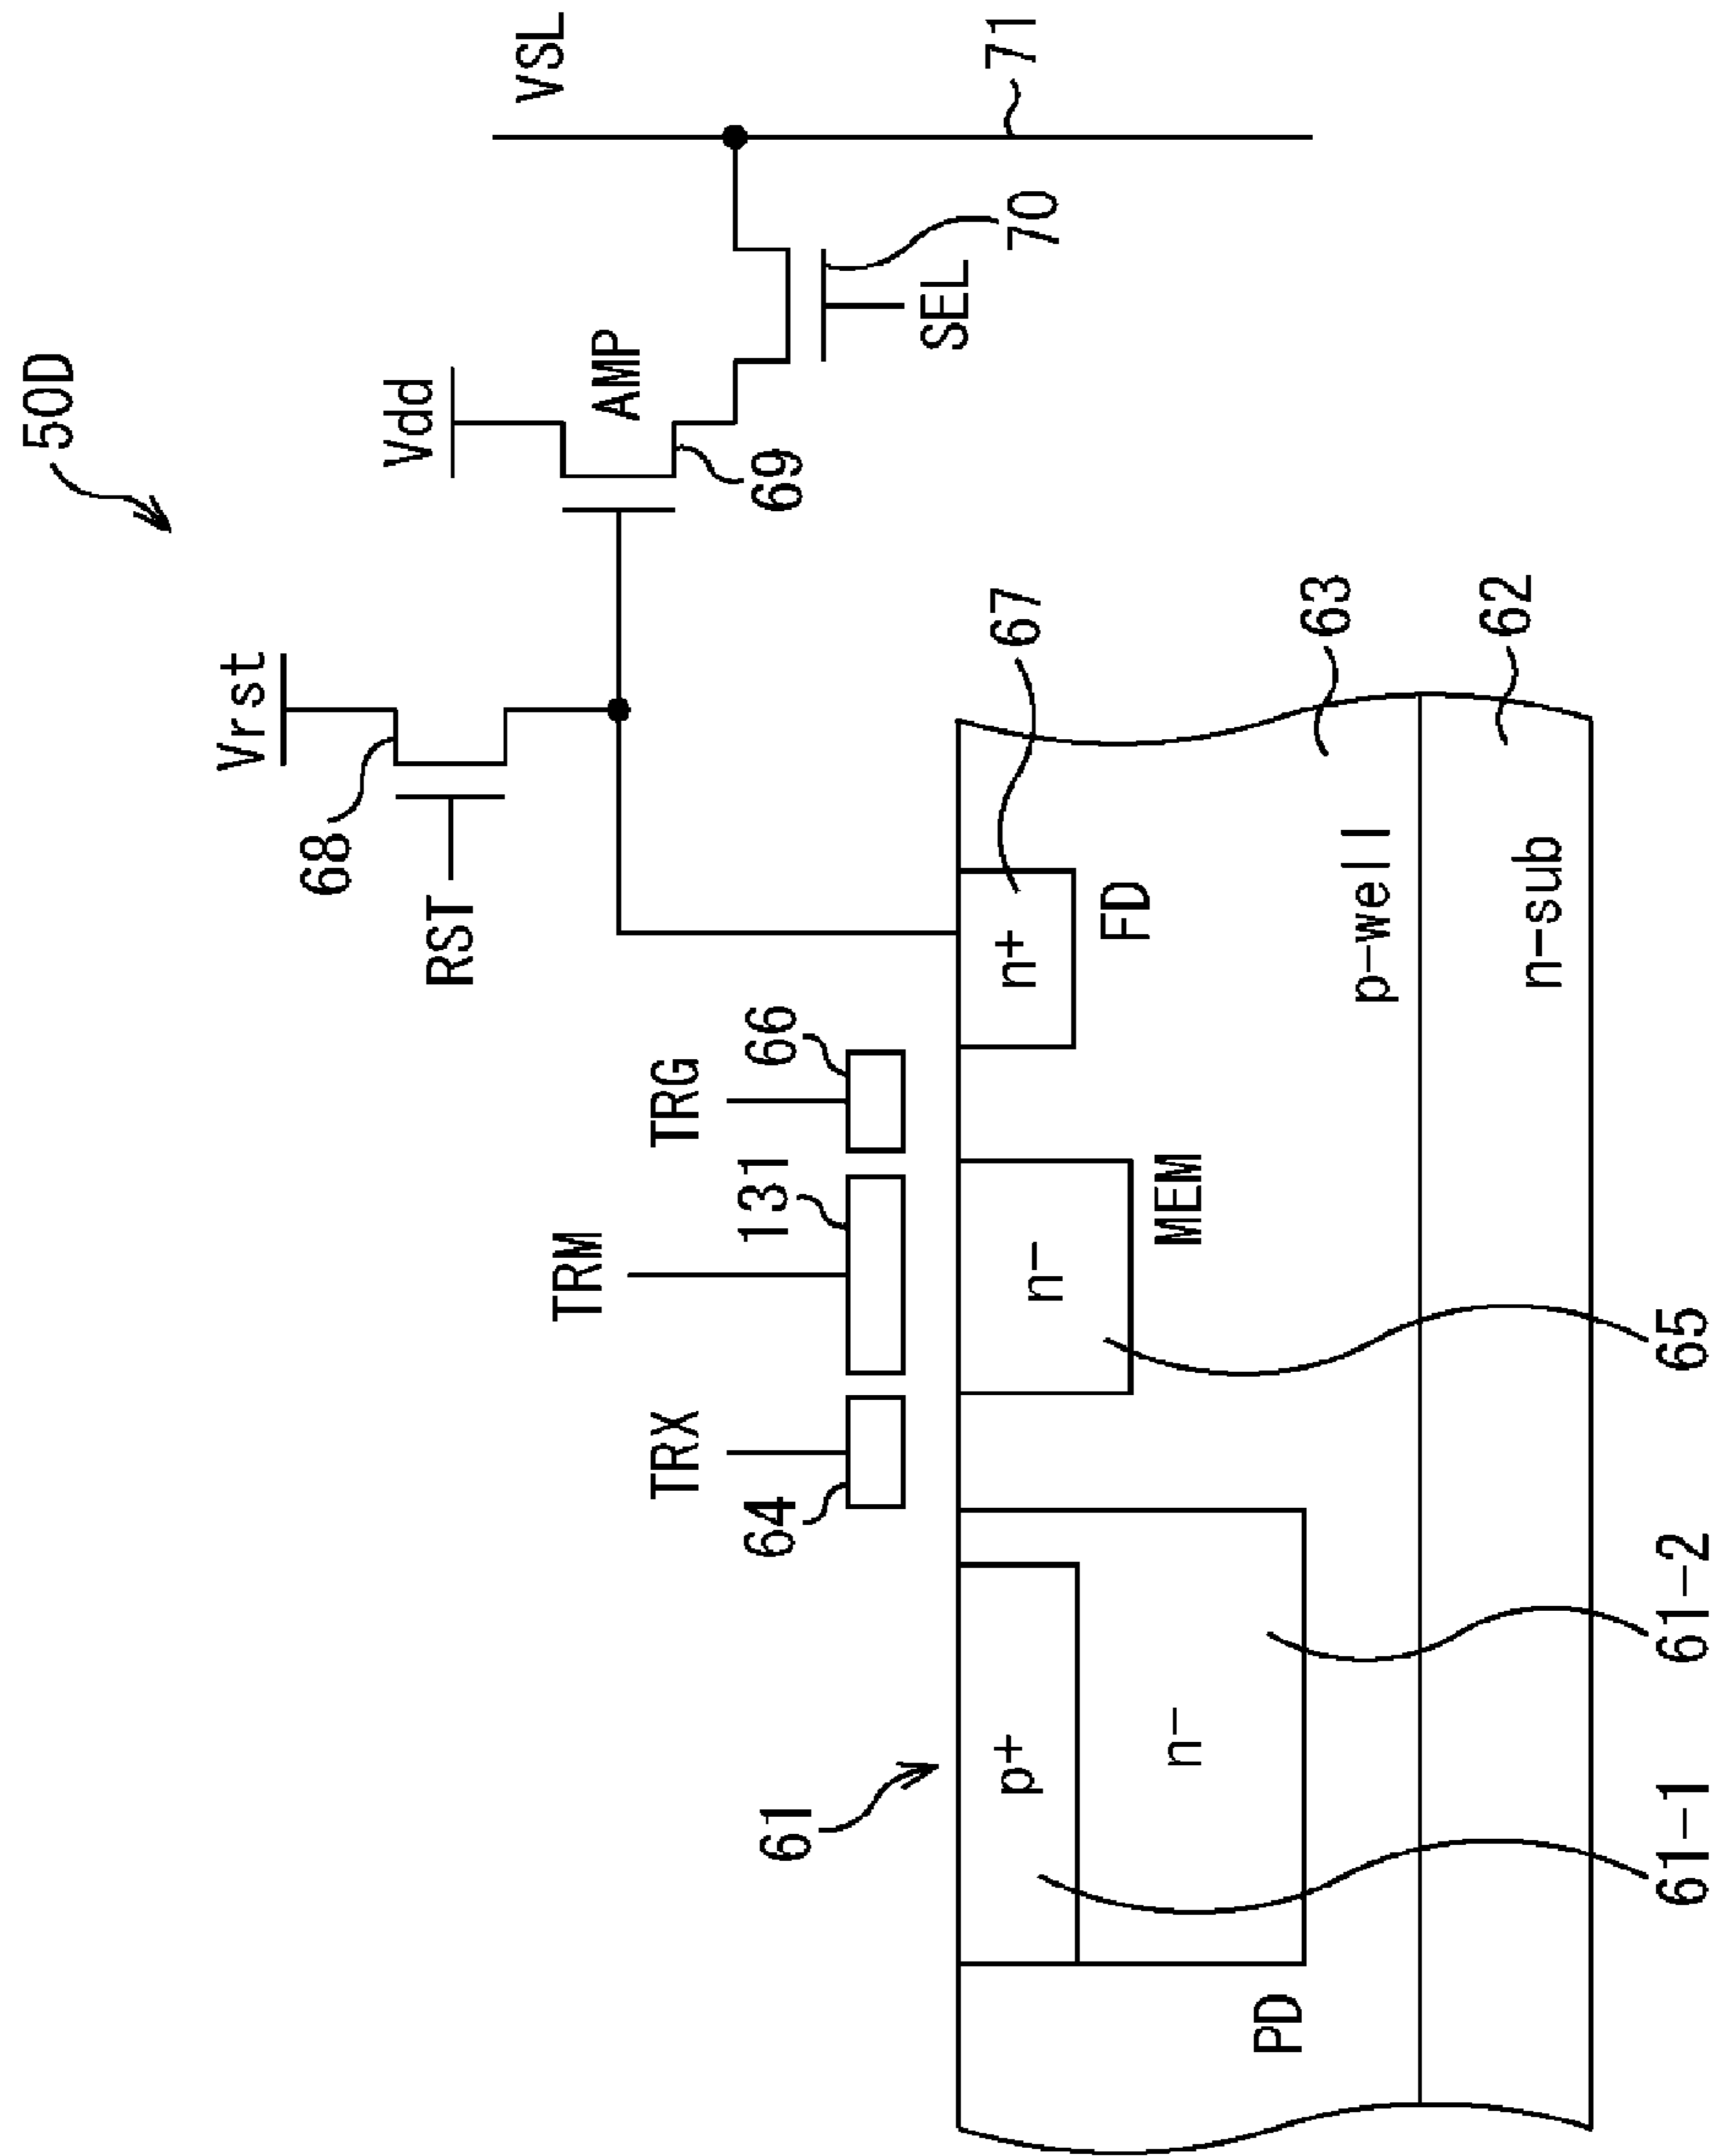 50D
VSL
Vdd
Vrst
AMP
68
RST
69
SEL
70
71
TRM
TRX
TRG
131
64
66
61
67
p+
n-
n-
n+
MEM
FD
PD
p-well
63
n-sub
62
61-1
61-2
65